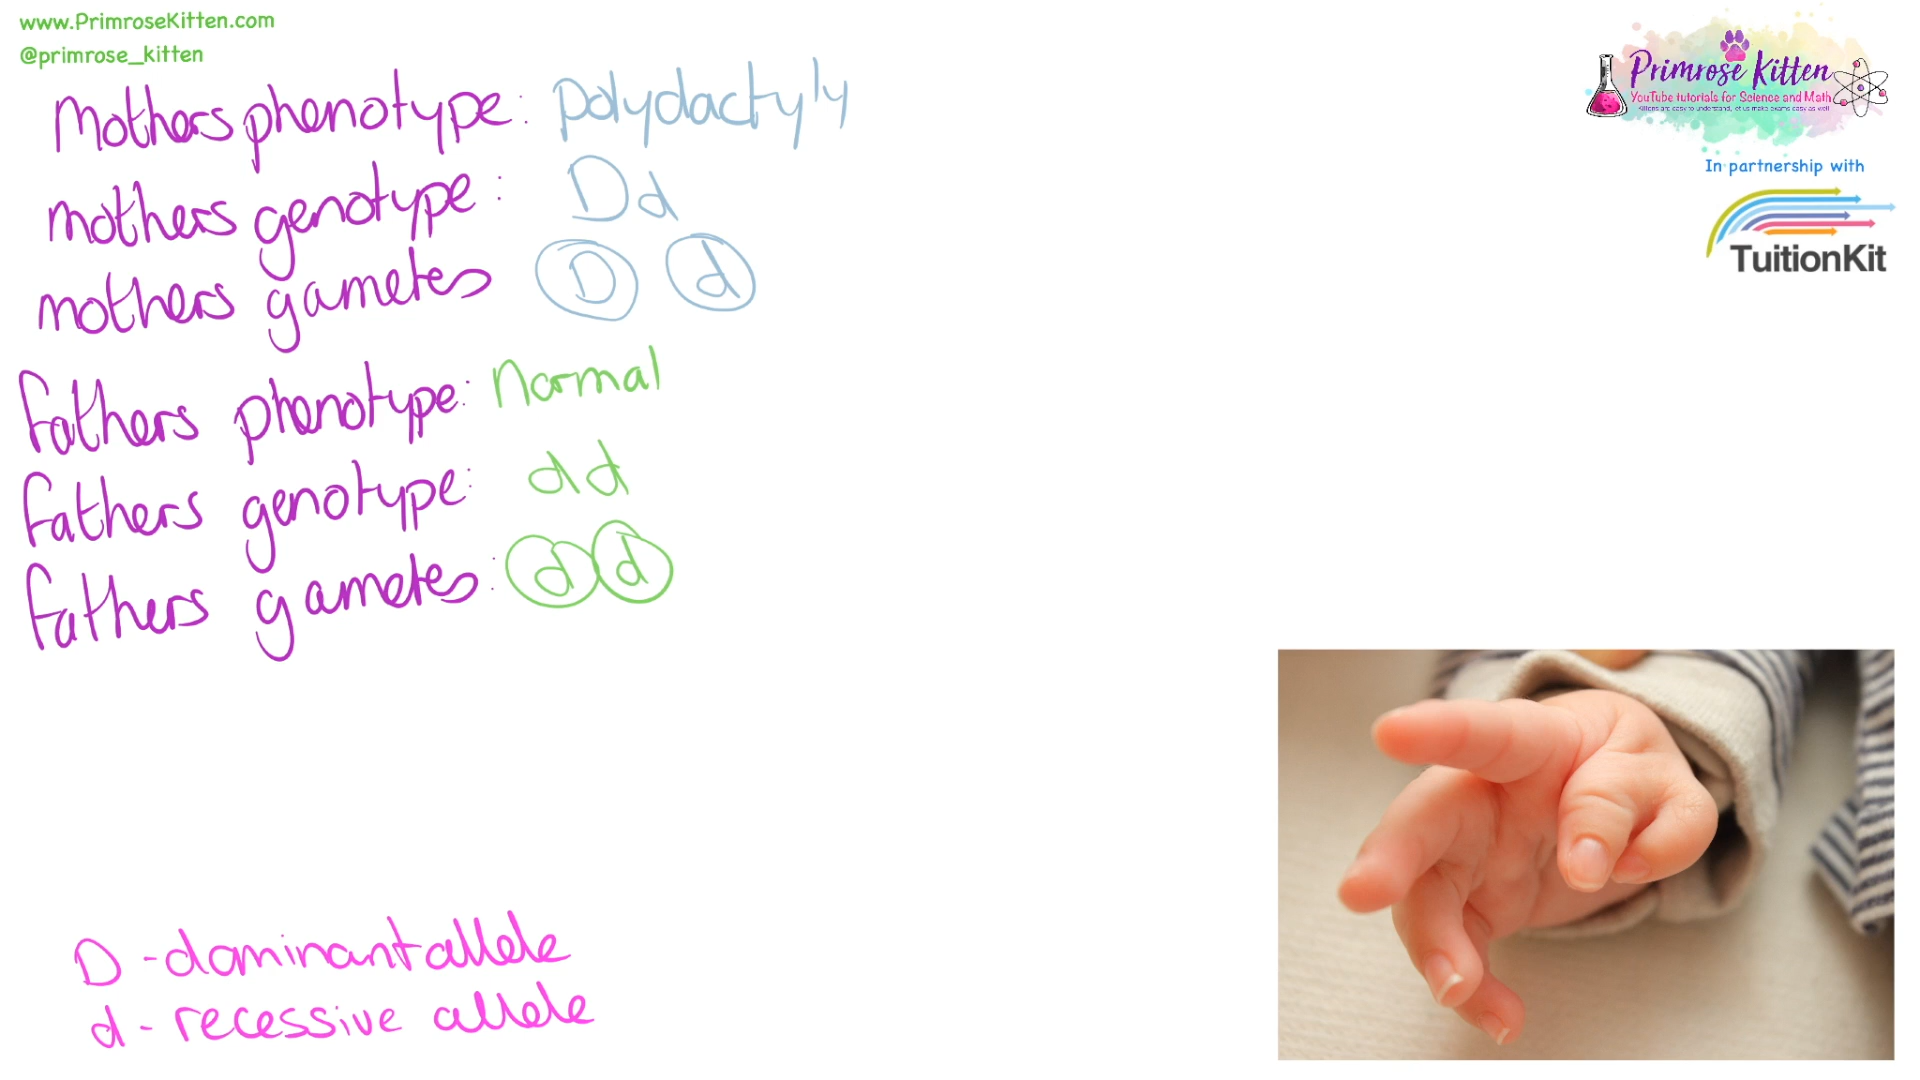 www.PrimroseKitten.com
@primrose_kitten
Mothers phenotype: polydactyly
mothers genotype: Dd
mothers gametes D d
Fathers phenotype: Normal
fathers genotype: dd
fathers gametes: d d
D - dominant allele
d - recessive allele
Primrose Kitten
YouTube tutorials for Science and Math
In partnership with
TuitionKit